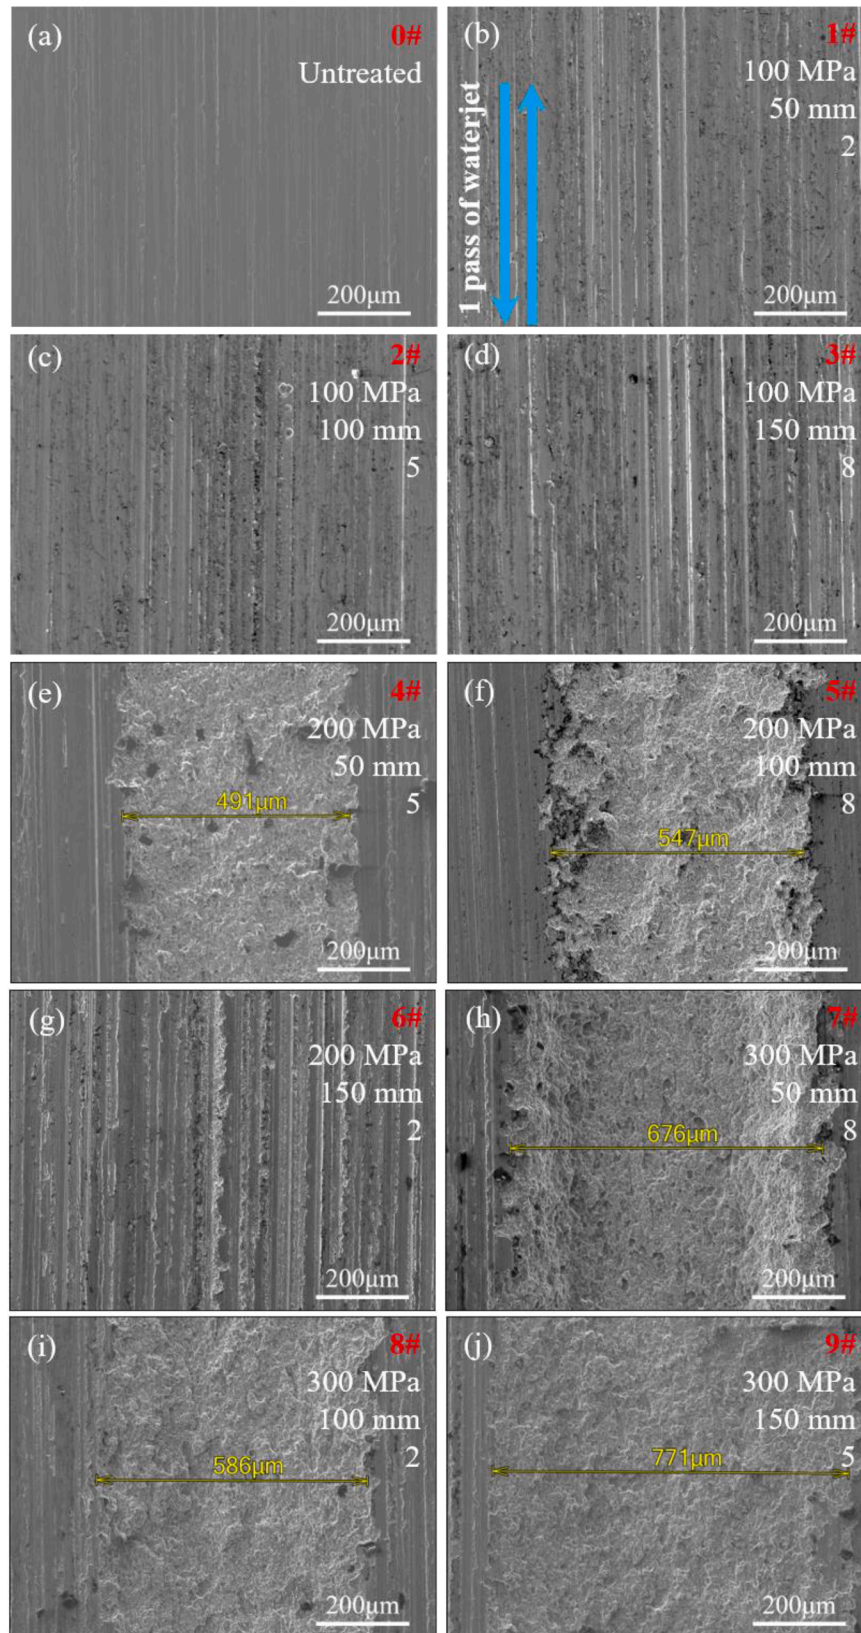 (a)
0#
Untreated
200μm
(b)
1#
100 MPa
50 mm
2
1 pass of waterjet
200μm
(c)
2#
100 MPa
100 mm
5
200μm
(d)
3#
100 MPa
150 mm
8
200μm
(e)
4#
200 MPa
50 mm
5
491μm
200μm
(f)
5#
200 MPa
100 mm
8
547μm
200μm
(g)
6#
200 MPa
150 mm
2
200μm
(h)
7#
300 MPa
50 mm
8
676μm
200μm
(i)
8#
300 MPa
100 mm
2
586μm
200μm
(j)
9#
300 MPa
150 mm
5
771μm
200μm